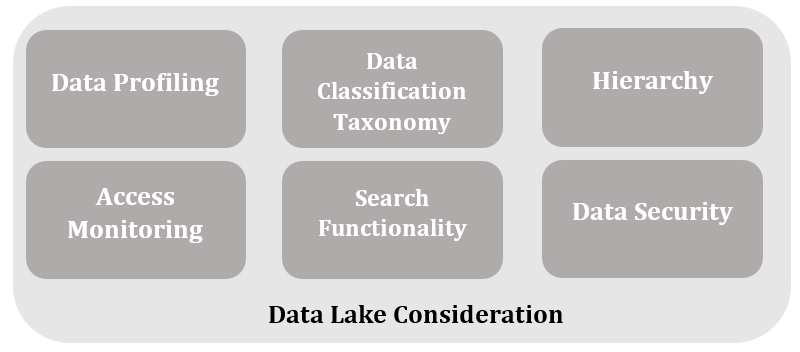 Data Profiling
Data
Classification
Taxonomy
Hierarchy
Access
Monitoring
Search
Functionality
Data Security
Data Lake Consideration